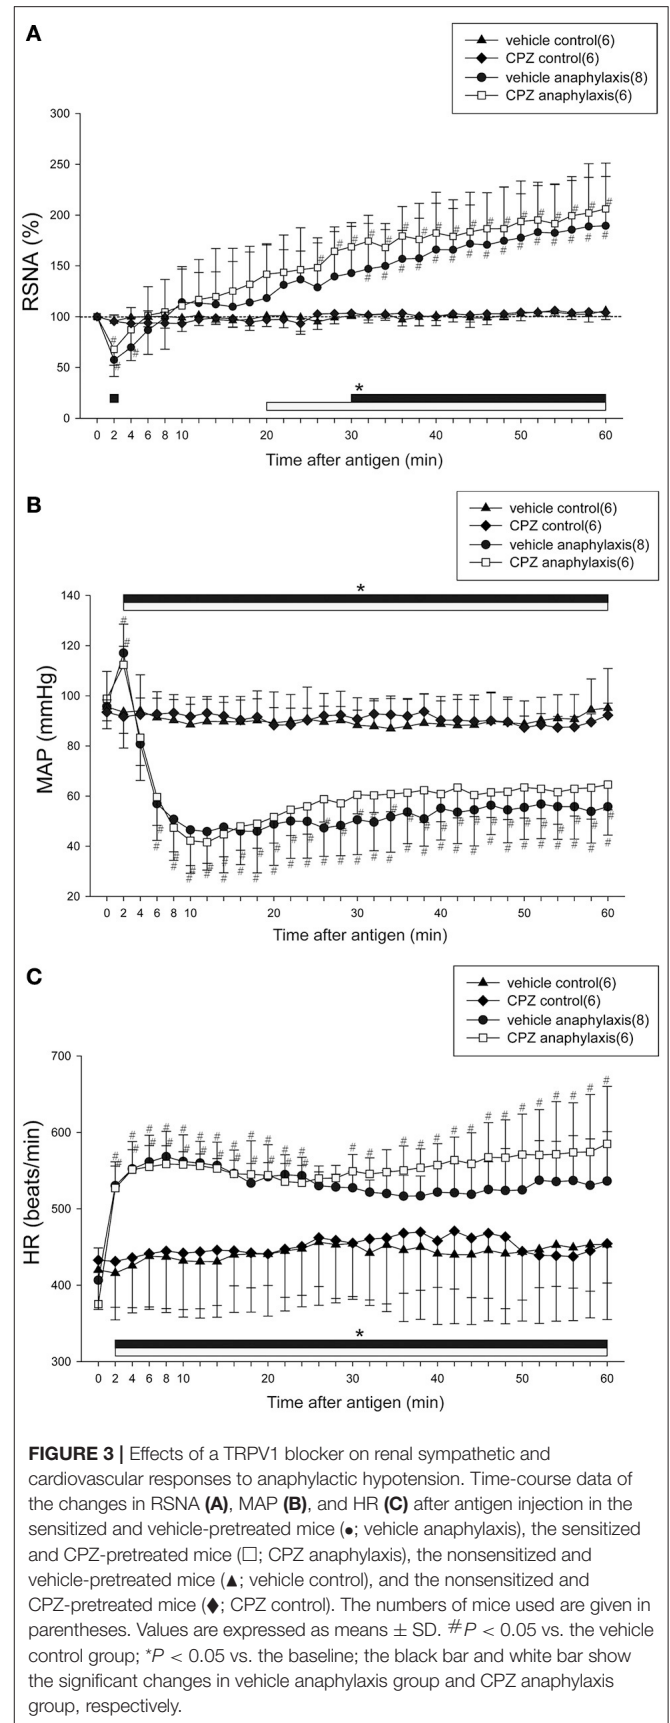 A
vehicle control(6)
CPZ control(6)
vehicle anaphylaxis(8)
CPZ anaphylaxis(6)
300
250
200
150
100
50
0
RSNA (%)
# # # # # # # # # # # # # # # # # #
# # # # # # # # # # # # # # #
#
# #
*
0 2 4 6 8 10 20 30 40 50 60
Time after antigen (min)
B
vehicle control(6)
CPZ control(6)
vehicle anaphylaxis(8)
CPZ anaphylaxis(6)
*
140
120
100
80
60
40
20
MAP (mmHg)
#
#
# # # # # # # # # # # # # # # # # # # # # # # # # # # #
# # # # # # # # # # # # # # # # # # # # # # # # # # # #
0 2 4 6 8 10 20 30 40 50 60
Time after antigen (min)
C
vehicle control(6)
CPZ control(6)
vehicle anaphylaxis(8)
CPZ anaphylaxis(6)
700
600
500
400
300
HR (beats/min)
# # # # # # # # # # # # # # # # # # # # # # # # # #
# # # # # # # # # # # #
*
0 2 4 6 8 10 20 30 40 50 60
Time after antigen (min)
FIGURE 3 | Effects of a TRPV1 blocker on renal sympathetic and
cardiovascular responses to anaphylactic hypotension. Time-course data of
the changes in RSNA (A), MAP (B), and HR (C) after antigen injection in the
sensitized and vehicle-pretreated mice (●; vehicle anaphylaxis), the sensitized
and CPZ-pretreated mice (□; CPZ anaphylaxis), the nonsensitized and
vehicle-pretreated mice (▲; vehicle control), and the nonsensitized and
CPZ-pretreated mice (♦; CPZ control). The numbers of mice used are given in
parentheses. Values are expressed as means ± SD. #P < 0.05 vs. the vehicle
control group; *P < 0.05 vs. the baseline; the black bar and white bar show
the significant changes in vehicle anaphylaxis group and CPZ anaphylaxis
group, respectively.